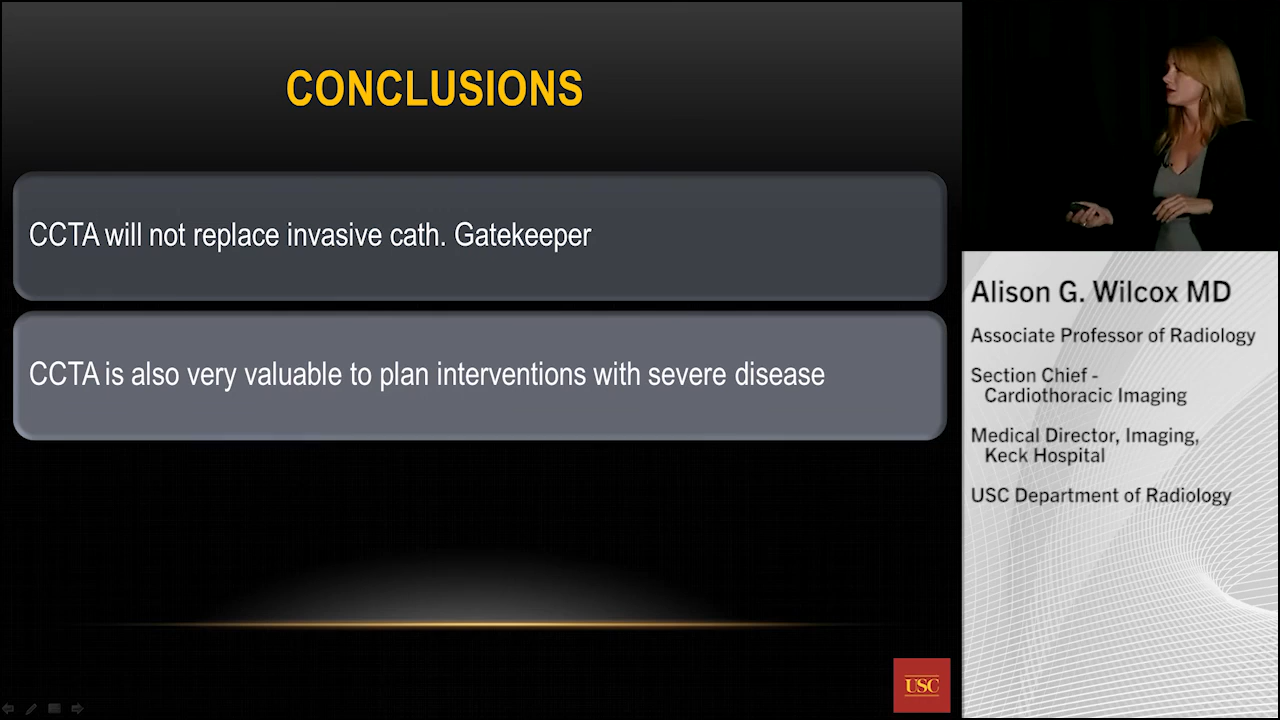 CONCLUSIONS
CCTA will not replace invasive cath. Gatekeeper
CCTA is also very valuable to plan interventions with severe disease
USC
Alison G. Wilcox MD
Associate Professor of Radiology
Section Chief -
Cardiothoracic Imaging
Medical Director, Imaging,
Keck Hospital
USC Department of Radiology